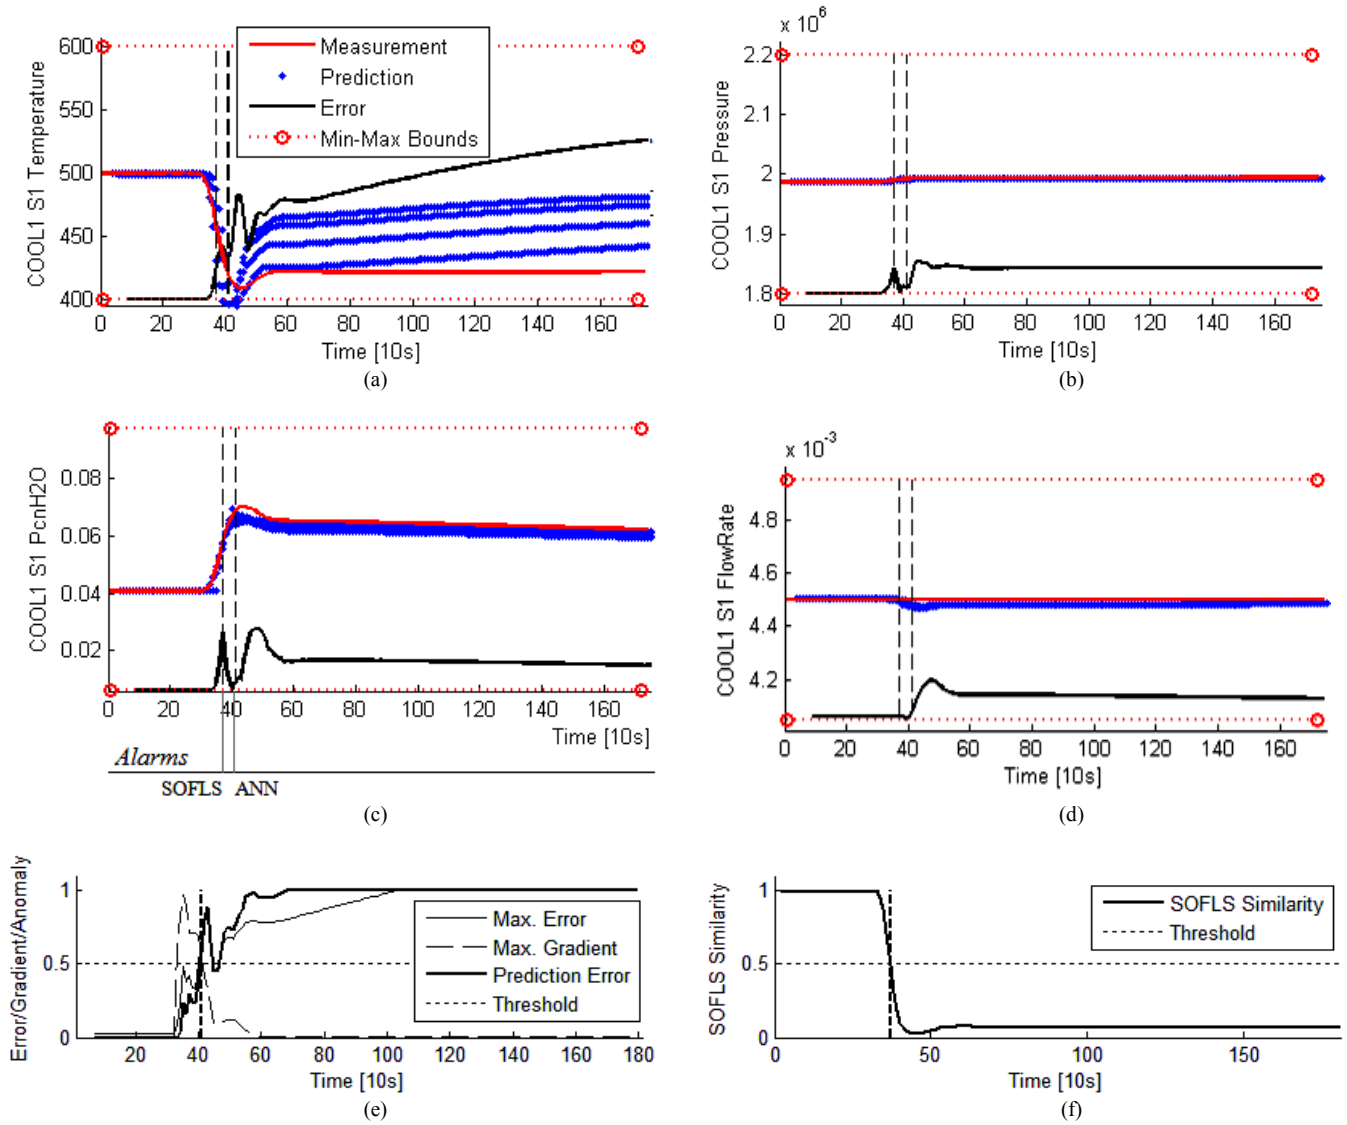 600
550
500
450
400
COOL1 S1 Temperature
Measurement
Prediction
Error
Min-Max Bounds
0 20 40 60 80 100 120 140 160
Time [10s]
(a)
x 10^6
2.2
2.1
2
1.9
1.8
COOL1 S1 Pressure
0 20 40 60 80 100 120 140 160
Time [10s]
(b)
0.08
0.06
0.04
0.02
COOL1 S1 PcnH2O
0 20 40 60 80 100 120 140 160
Time [10s]
Alarms
SOFLS ANN
(c)
x 10^-3
4.8
4.6
4.4
4.2
COOL1 S1 FlowRate
0 20 40 60 80 100 120 140 160
Time [10s]
(d)
1
0.5
0
Error/Gradient/Anomaly
Max. Error
Max. Gradient
Prediction Error
Threshold
20 40 60 80 100 120 140 160 180
Time [10s]
(e)
1
0.5
0
SOFLS Similarity
SOFLS Similarity
Threshold
0 50 100 150
Time [10s]
(f)